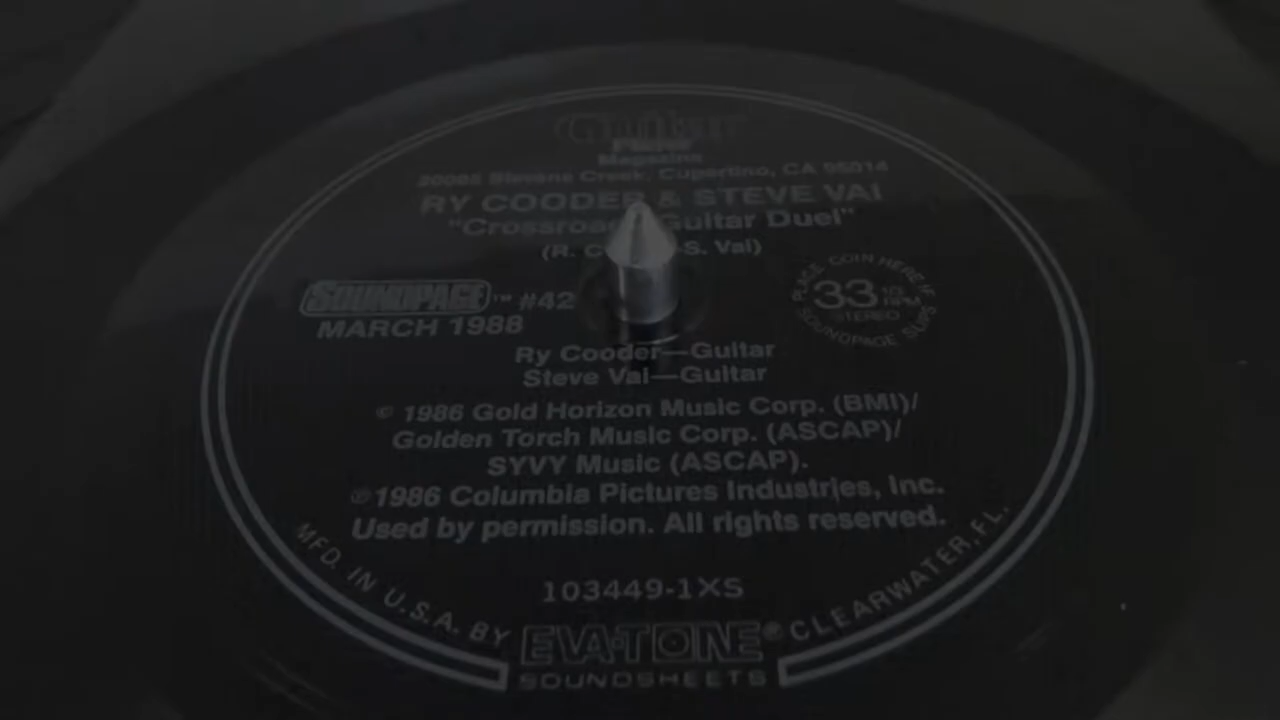 Guitar
Player
Magazine
20085 Stevens Creek, Cupertino, CA 95014
RY COODER & STEVE VAI
"Crossroads Guitar Duel"
(R. -S. Vai)
SOUNDPAGE™ #42
MARCH 1988
PLACE COIN HERE IF
33 1/3
RPM
STEREO
SOUNDPAGE SLIPS
Ry Cooder—Guitar
Steve Vai—Guitar
© 1986 Gold Horizon Music Corp. (BMI)/
Golden Torch Music Corp. (ASCAP)/
SYVY Music (ASCAP).
℗1986 Columbia Pictures Industries, Inc.
Used by permission. All rights reserved.
103449-1XS
MFD. IN U.S.A. BY EVA-TONE® CLEARWATER, FL.
SOUNDSHEETS